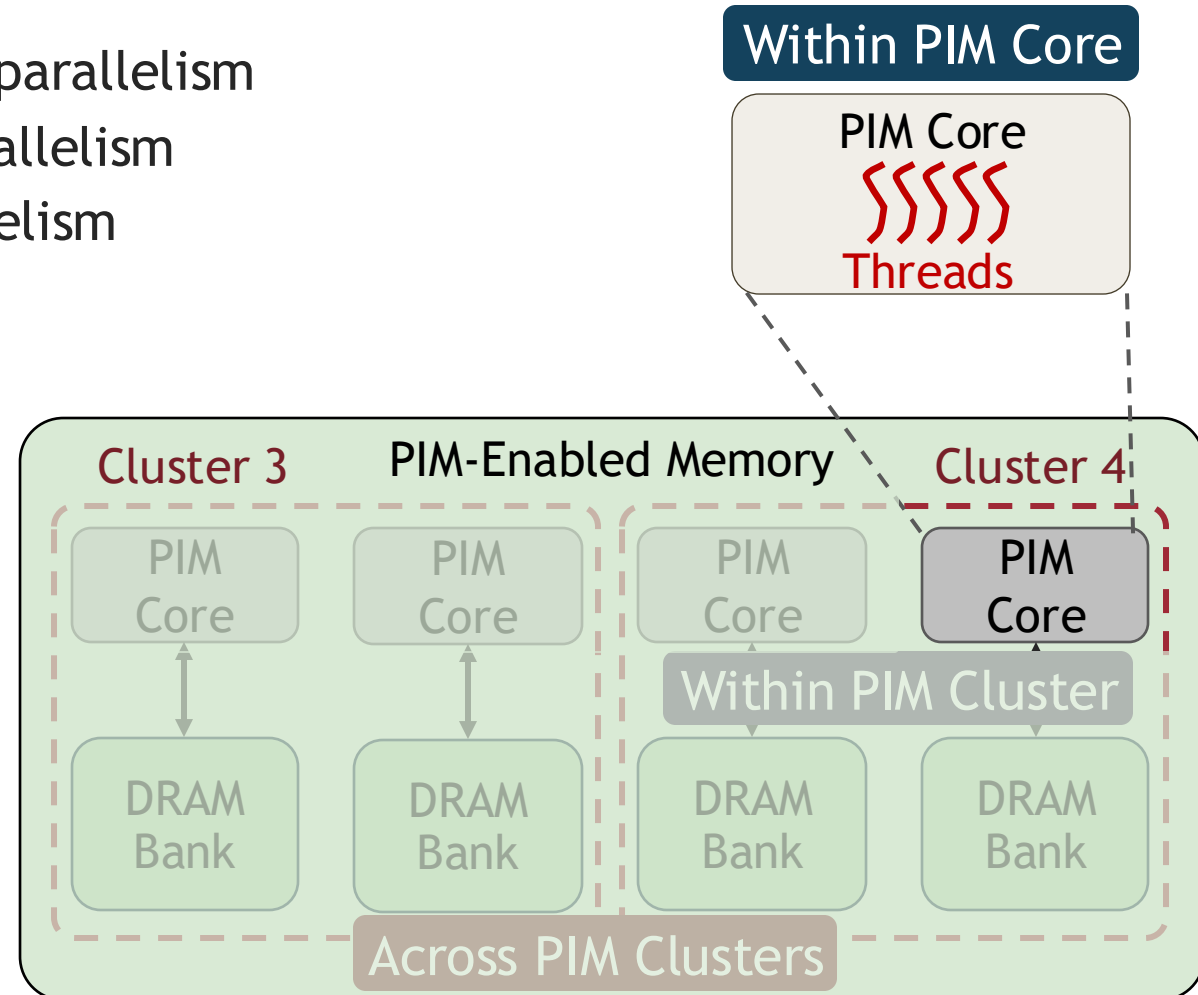 parallelism
allelism
elism
Within PIM Core
PIM Core
Threads
Cluster 3
PIM-Enabled Memory
Cluster 4
PIM
Core
PIM
Core
PIM
Core
PIM
Core
Within PIM Cluster
DRAM
Bank
DRAM
Bank
DRAM
Bank
DRAM
Bank
Across PIM Clusters